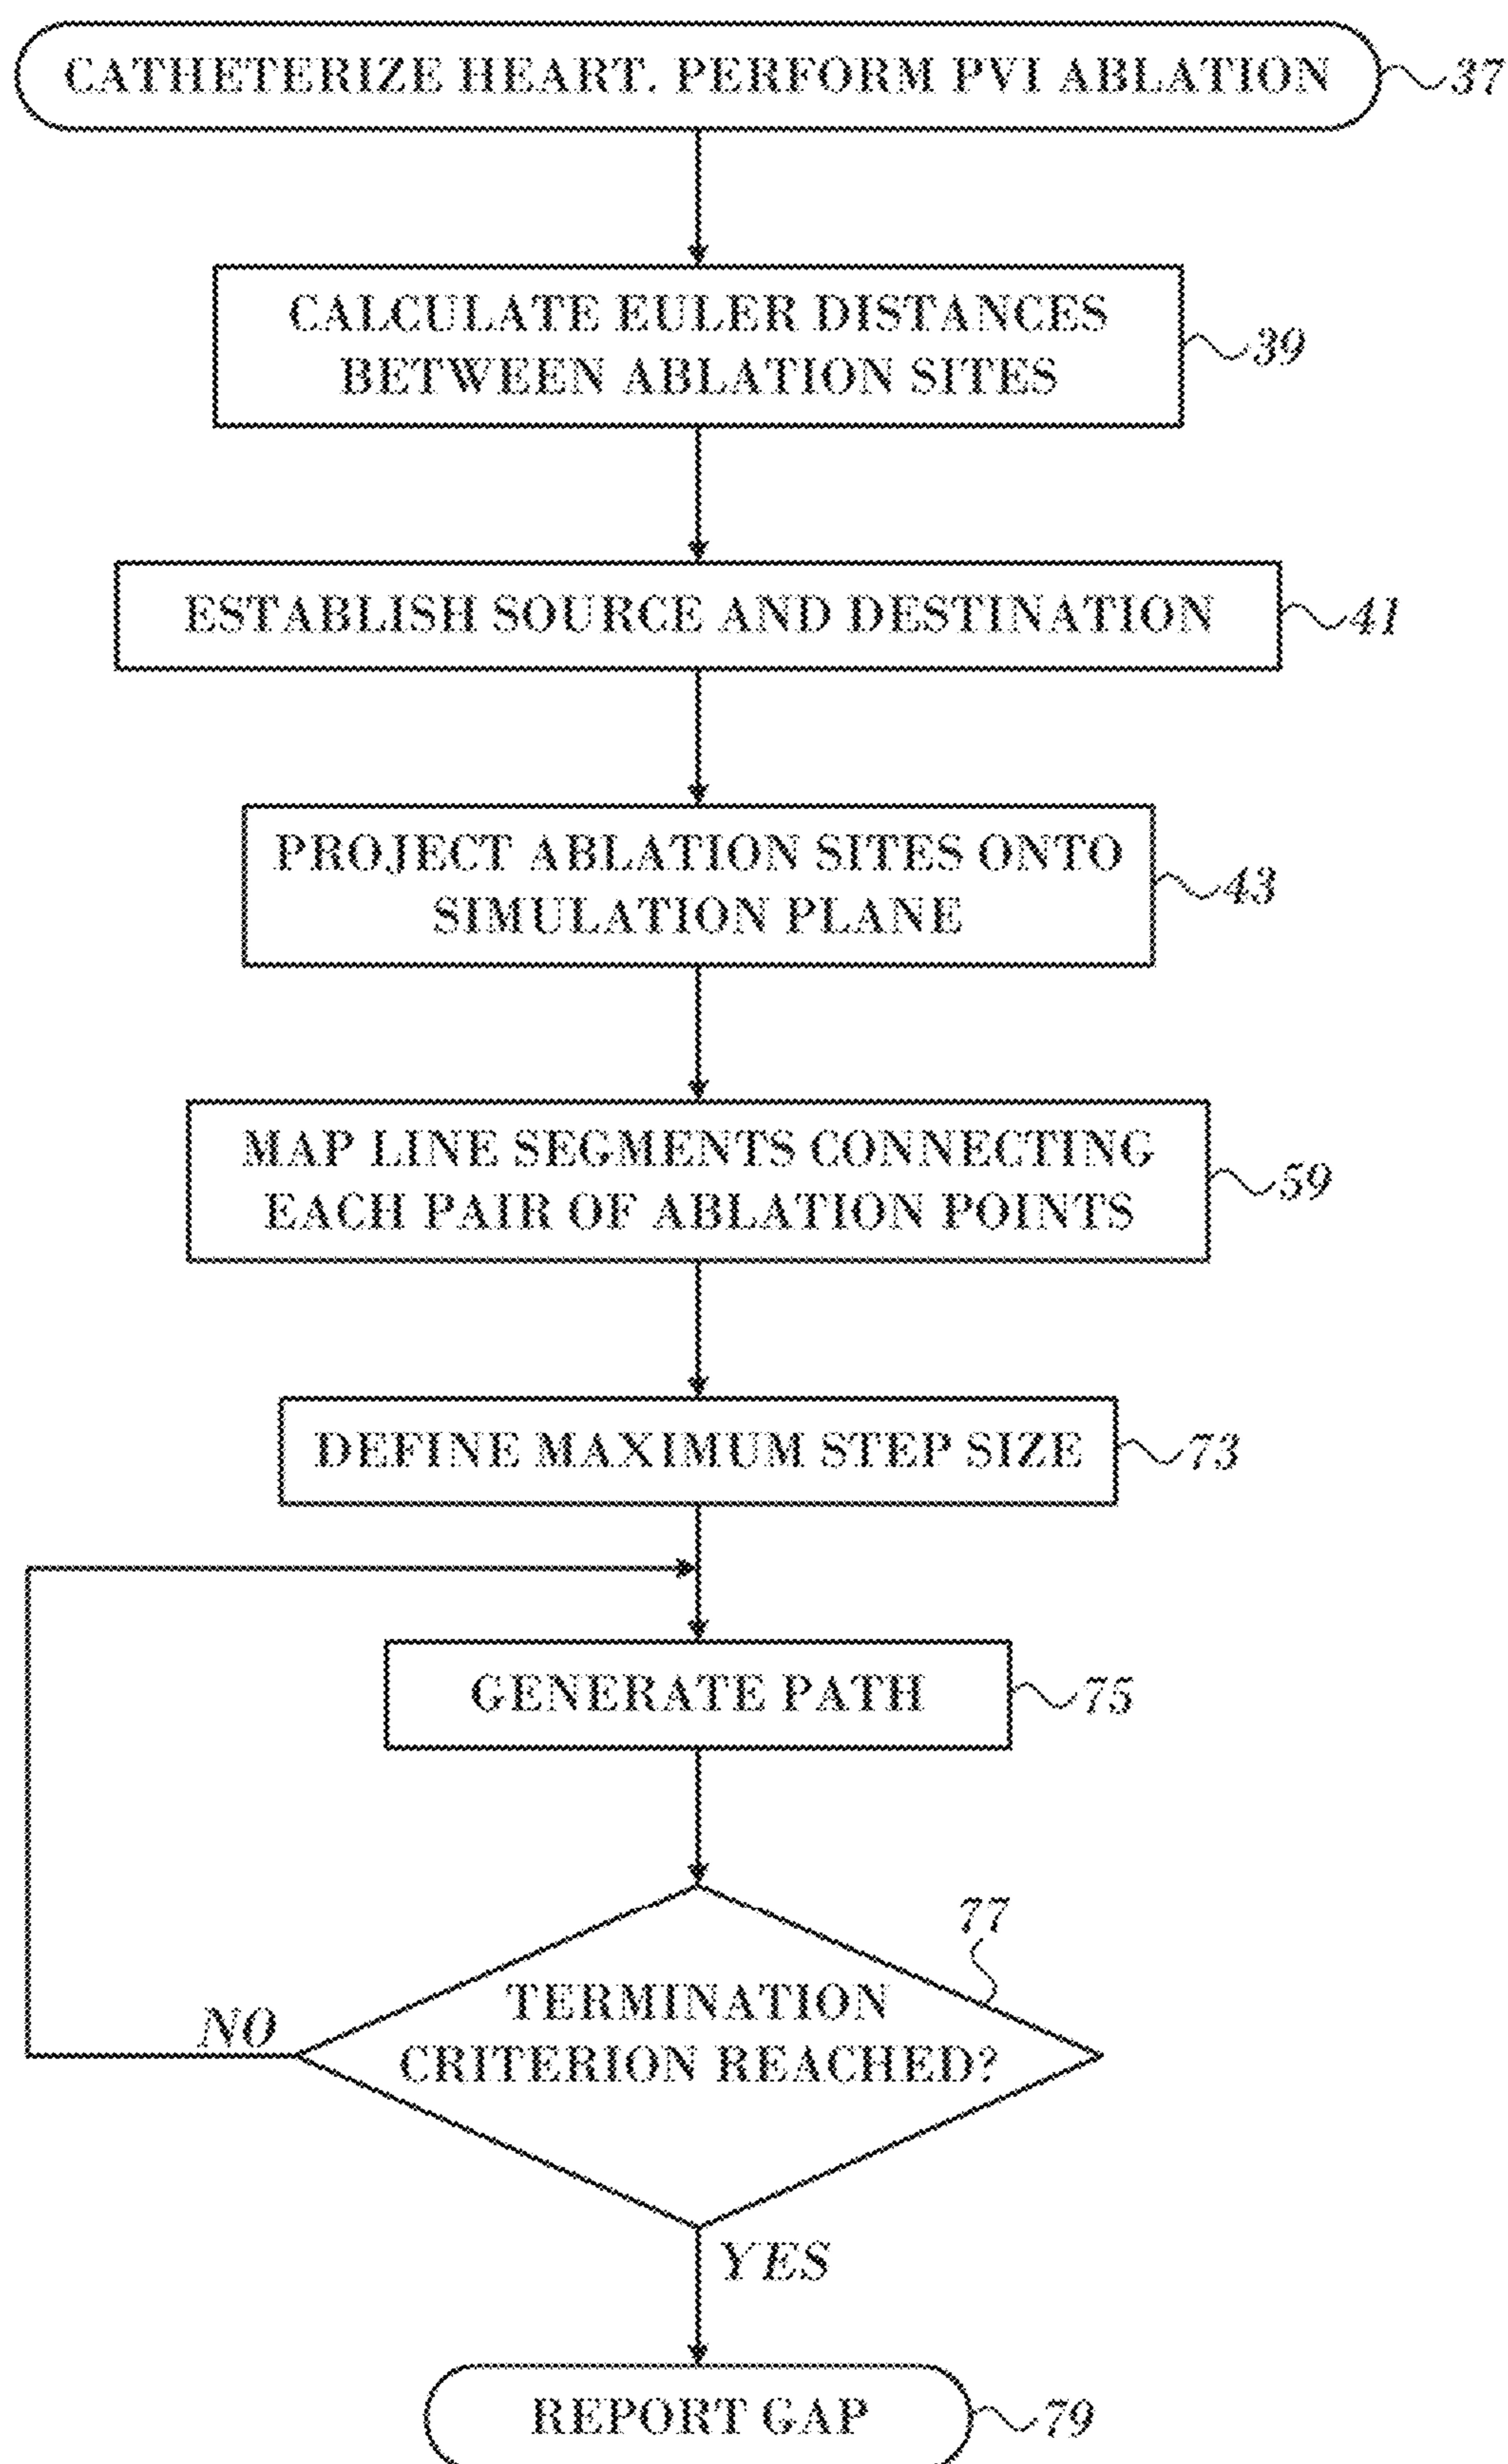 CATHETERIZE HEART. PERFORM PVI ABLATION
37
CALCULATE EULER DISTANCES
BETWEEN ABLATION SITES
39
ESTABLISH SOURCE AND DESTINATION
41
PROJECT ABLATION SITES ONTO
SIMULATION PLANE
43
MAP LINE SEGMENTS CONNECTING
EACH PAIR OF ABLATION POINTS
59
DEFINE MAXIMUM STEP SIZE
73
GENERATE PATH
75
77
TERMINATION
CRITERION REACHED?
NO
YES
REPORT GAP
79